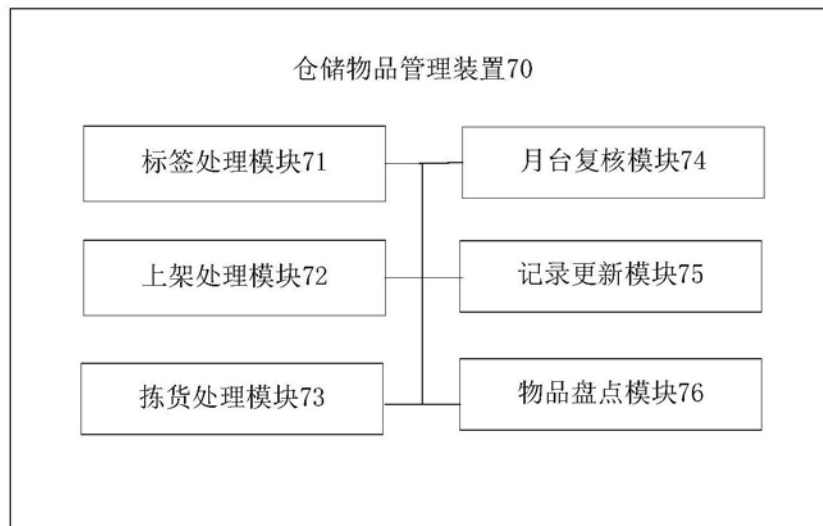 仓储物品管理装置70
标签处理模块71
月台复核模块74
上架处理模块72
记录更新模块75
拣货处理模块73
物品盘点模块76